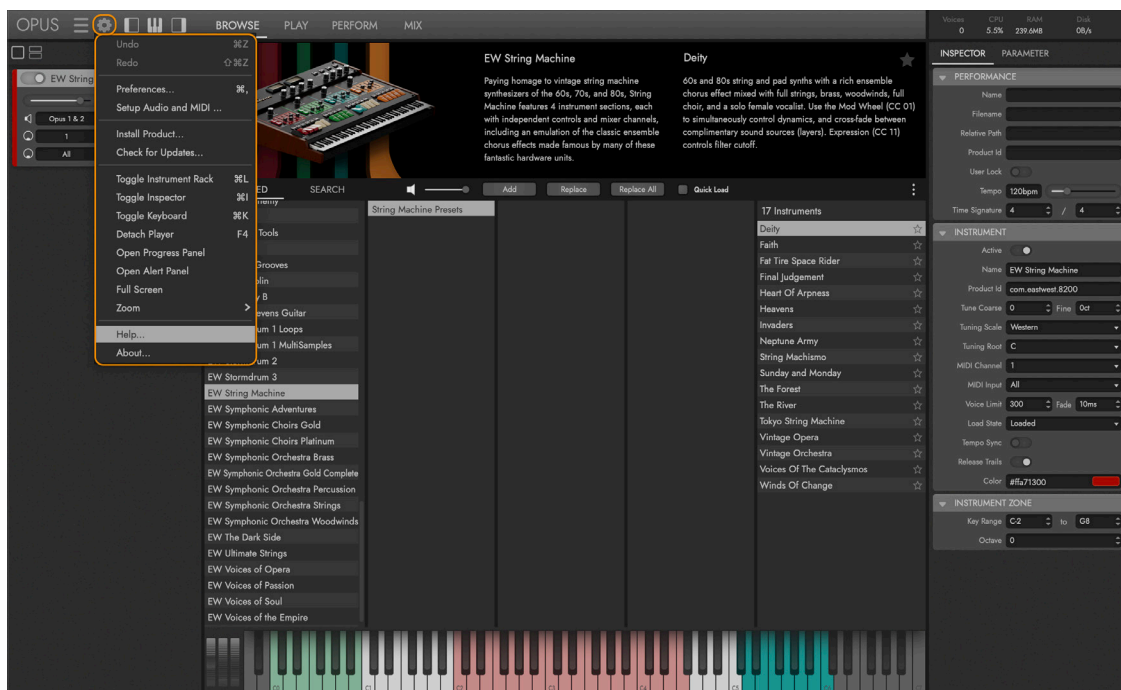 OPUS
BROWSE PLAY PERFORM MIX
Voices CPU RAM Disk
0 5.5% 239.6MB 0B/s
Undo ⌘Z
Redo ⇧⌘Z
Preferences... ⌘,
Setup Audio and MIDI ...
Install Product...
Check for Updates...
Toggle Instrument Rack ⌘L
Toggle Inspector ⌘I
Toggle Keyboard ⌘K
Detach Player F4
Open Progress Panel
Open Alert Panel
Full Screen
Zoom
Help...
About...
EW String
Opus 1 & 2
1
All
EW String Machine
Paying homage to vintage string machine
synthesizers of the 60s, 70s, and 80s, String
Machine features 4 instrument sections, each
with independent controls and mixer channels,
including an emulation of the classic ensemble
chorus effects made famous by many of these
fantastic hardware units.
Deity
60s and 80s string and pad synths with a rich ensemble
chorus effect mixed with full strings, brass, woodwinds, full
choir, and a solo female vocalist. Use the Mod Wheel (CC 01)
to simultaneously control dynamics, and cross-fade between
complimentary sound sources (layers). Expression (CC 11)
controls filter cutoff.
SEARCH
Add Replace Replace All Quick Load
Tools
Grooves
um 1 Loops
um 1 MultiSamples
EW Stormdrum 3
EW String Machine
EW Symphonic Adventures
EW Symphonic Choirs Gold
EW Symphonic Choirs Platinum
EW Symphonic Orchestra Brass
EW Symphonic Orchestra Gold Complete
EW Symphonic Orchestra Percussion
EW Symphonic Orchestra Strings
EW Symphonic Orchestra Woodwinds
EW The Dark Side
EW Ultimate Strings
EW Voices of Opera
EW Voices of Passion
EW Voices of Soul
EW Voices of the Empire
String Machine Presets
17 Instruments
Deity
Faith
Fat Tire Space Rider
Final Judgement
Heart Of Arpness
Heavens
Invaders
Neptune Army
String Machismo
Sunday and Monday
The Forest
The River
Tokyo String Machine
Vintage Opera
Vintage Orchestra
Voices Of The Cataclysmos
Winds Of Change
INSPECTOR PARAMETER
PERFORMANCE
Name
Filename
Relative Path
Product Id
User Lock
Tempo 120bpm
Time Signature 4 / 4
INSTRUMENT
Active
Name EW String Machine
Product Id com.eastwest.8200
Tune Coarse 0 Fine 0ct
Tuning Scale Western
Tuning Root C
MIDI Channel 1
MIDI Input All
Voice Limit 300 Fade 10ms
Load State Loaded
Tempo Sync
Release Trails
Color #ffa71300
INSTRUMENT ZONE
Key Range C-2 to G8
Octave 0